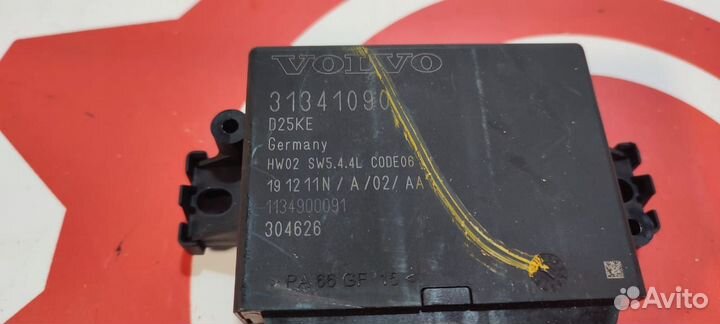 VOLVO
31341090
D25KE
Germany
HW02 SW5.4.4L CODE06
19 12 11N / A /02/ AA
1134900091
304626
>PA 66 GF 15<
Avito